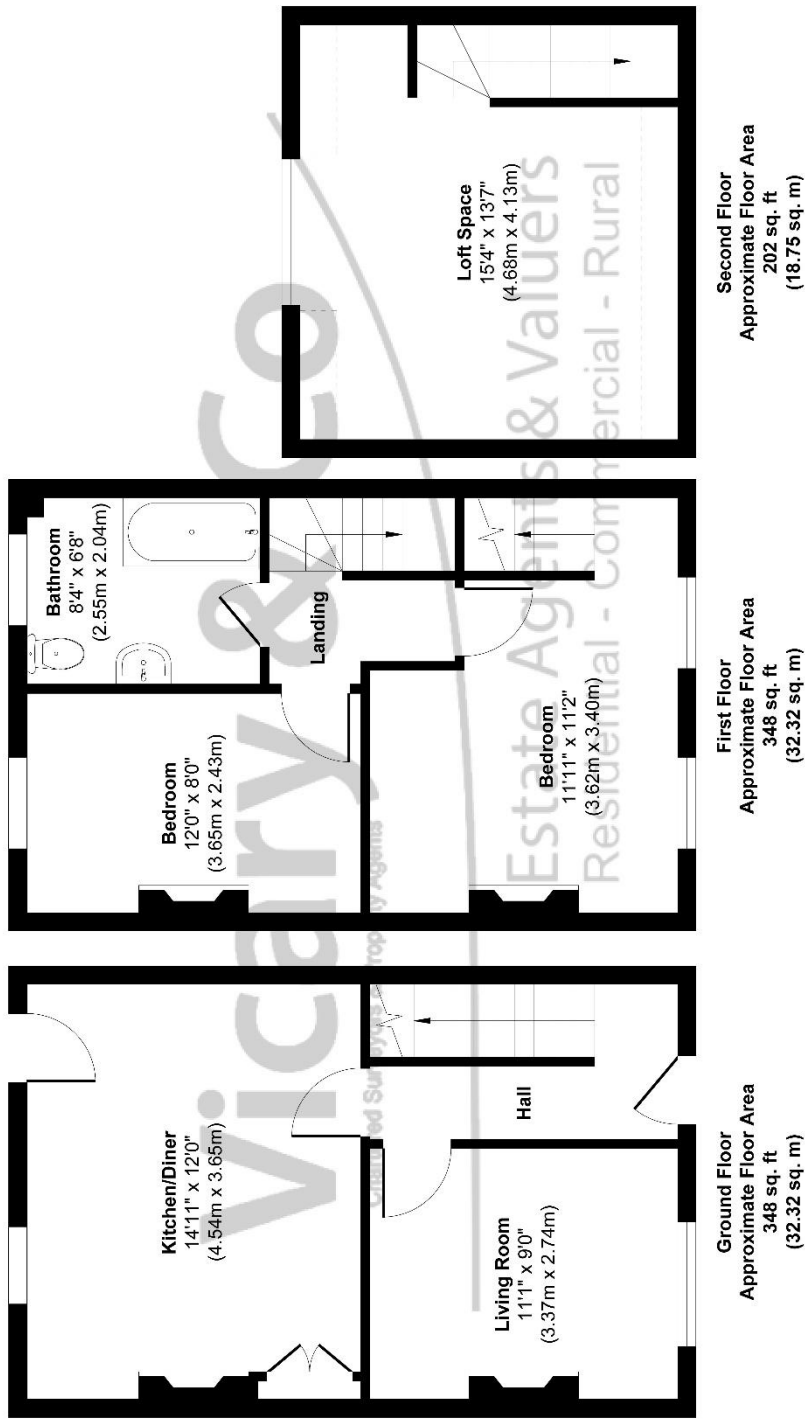 Kitchen/Diner
14'11" x 12'0"
(4.54m x 3.65m)
Living Room
11'1" x 9'0"
(3.37m x 2.74m)
Hall
Ground Floor
Approximate Floor Area
348 sq. ft
(32.32 sq. m)
Bedroom
12'0" x 8'0"
(3.65m x 2.43m)
Bathroom
8'4" x 6'8"
(2.55m x 2.04m)
Landing
Bedroom
11'11" x 11'2"
(3.62m x 3.40m)
First Floor
Approximate Floor Area
348 sq. ft
(32.32 sq. m)
Loft Space
15'4" x 13'7"
(4.68m x 4.13m)
Second Floor
Approximate Floor Area
202 sq. ft
(18.75 sq. m)
Vicary & Co
Chartered Surveyors & Property Agents
Estate Agents & Valuers
Residential - Commercial - Rural